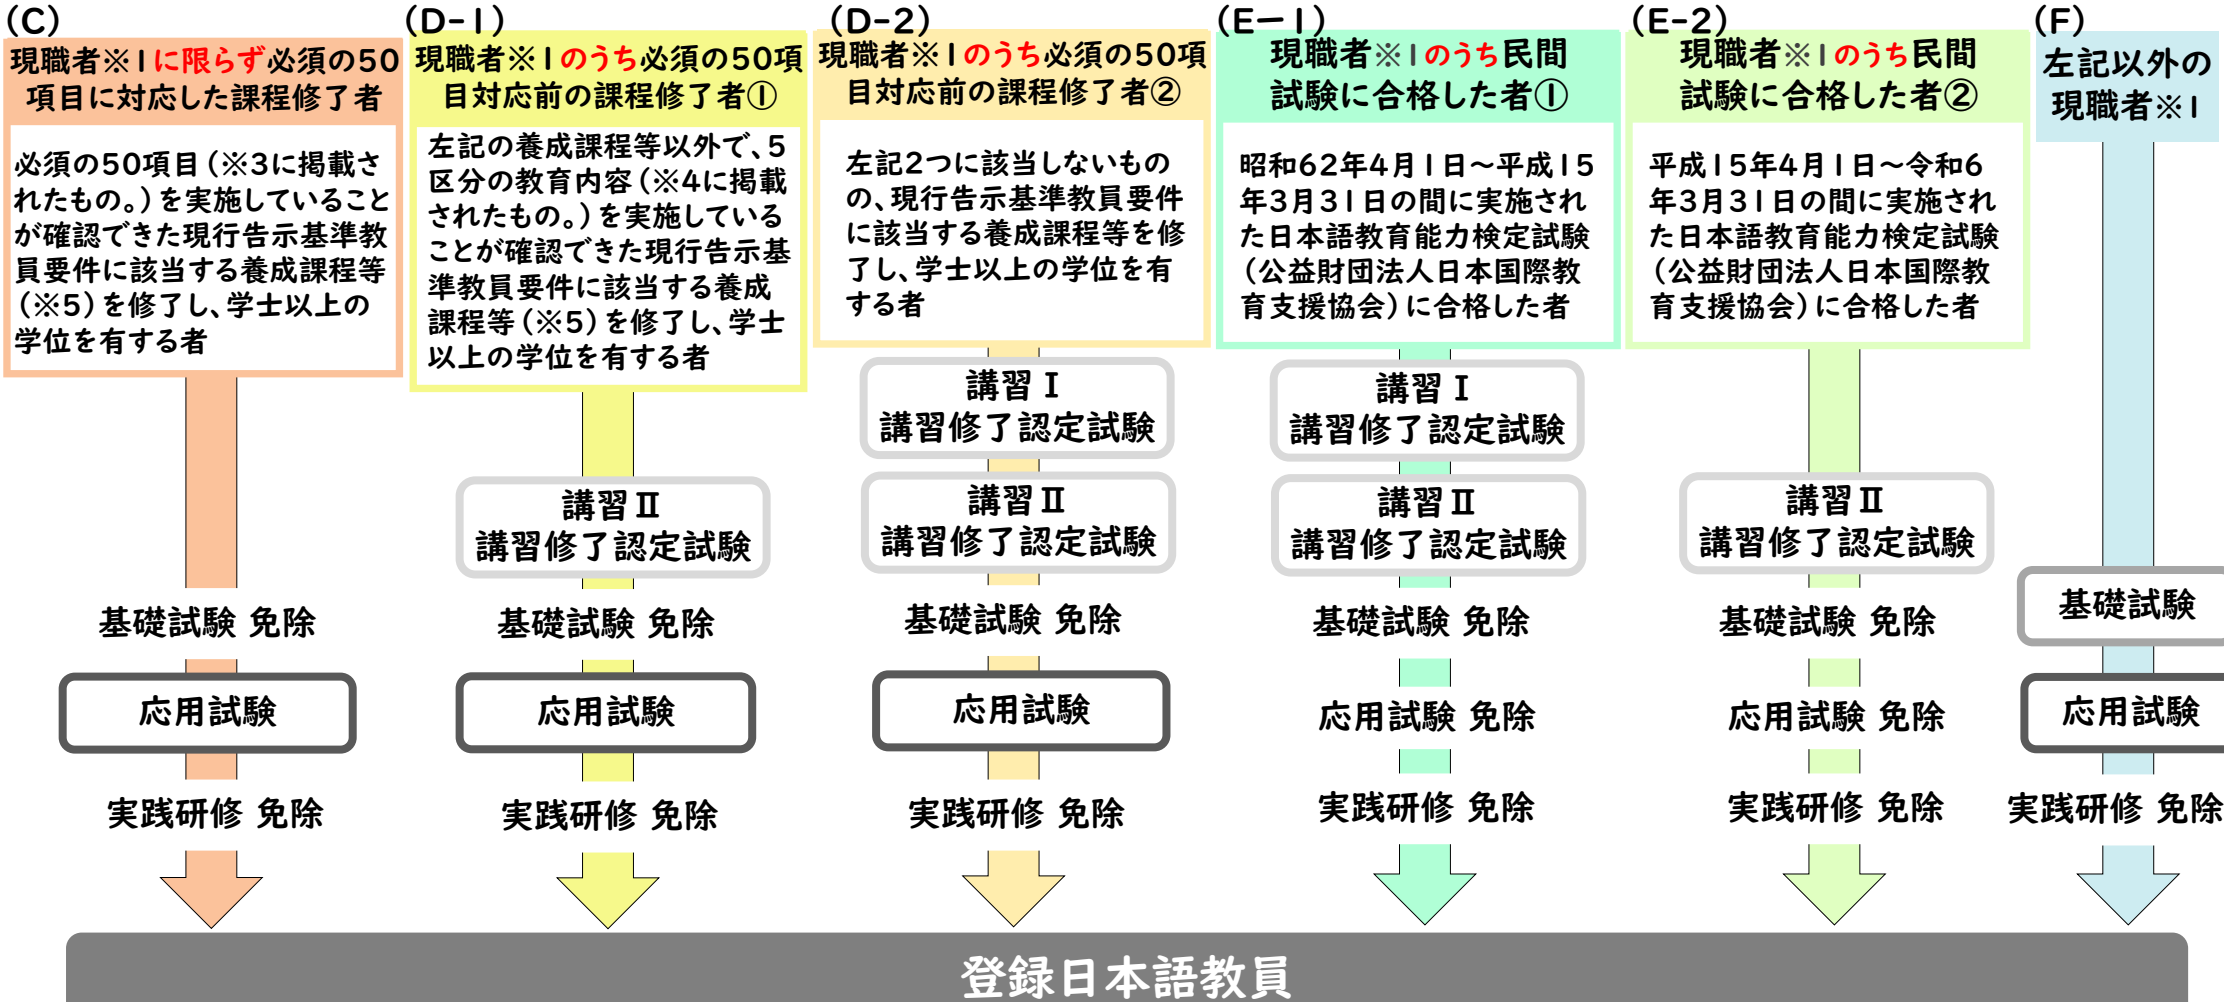 (C)
現職者※1に限らず必須の50
項目に対応した課程修了者
必須の50項目（※3に掲載さ
れたもの。）を実施していること
が確認できた現行告示基準教
員要件に該当する養成課程等
（※5）を修了し、学士以上の
学位を有する者
基礎試験 免除
応用試験
実践研修 免除
(D-1)
現職者※1のうち必須の50項
目対応前の課程修了者①
左記の養成課程等以外で、5
区分の教育内容（※4に掲載
されたもの。）を実施している
ことが確認できた現行告示基
準教員要件に該当する養成
課程等（※5）を修了し、学士
以上の学位を有する者
講習Ⅱ
講習修了認定試験
基礎試験 免除
応用試験
実践研修 免除
(D-2)
現職者※1のうち必須の50項
目対応前の課程修了者②
左記2つに該当しないもの
の、現行告示基準教員要件
に該当する養成課程等を修
了し、学士以上の学位を有
する者
講習Ⅰ
講習修了認定試験
講習Ⅱ
講習修了認定試験
基礎試験 免除
応用試験
実践研修 免除
(E－1)
現職者※1のうち民間
試験に合格した者①
昭和62年4月1日～平成15
年3月31日の間に実施され
た日本語教育能力検定試験
（公益財団法人日本国際教
育支援協会）に合格した者
講習Ⅰ
講習修了認定試験
講習Ⅱ
講習修了認定試験
基礎試験 免除
応用試験 免除
実践研修 免除
(E-2)
現職者※1のうち民間
試験に合格した者②
平成15年4月1日～令和6
年3月31日の間に実施され
た日本語教育能力検定試験
（公益財団法人日本国際教
育支援協会）に合格した者
講習Ⅱ
講習修了認定試験
基礎試験 免除
応用試験 免除
実践研修 免除
(F)
左記以外の
現職者※1
基礎試験
応用試験
実践研修 免除
登録日本語教員